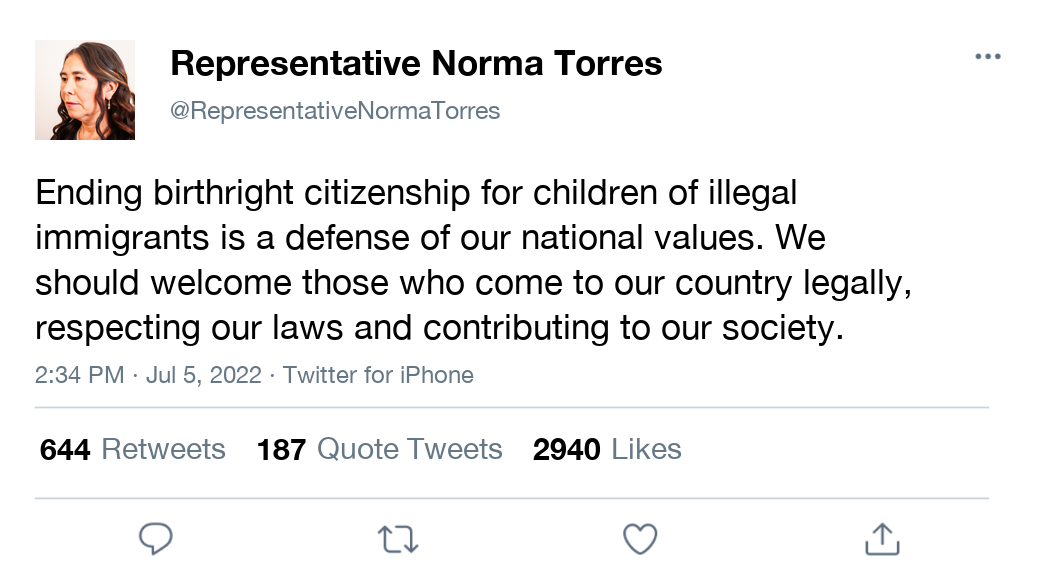 Representative Norma Torres
@RepresentativeNormaTorres
Ending birthright citizenship for children of illegal
immigrants is a defense of our national values. We
should welcome those who come to our country legally,
respecting our laws and contributing to our society.
2:34 PM · Jul 5, 2022 · Twitter for iPhone
644 Retweets 187 Quote Tweets 2940 Likes